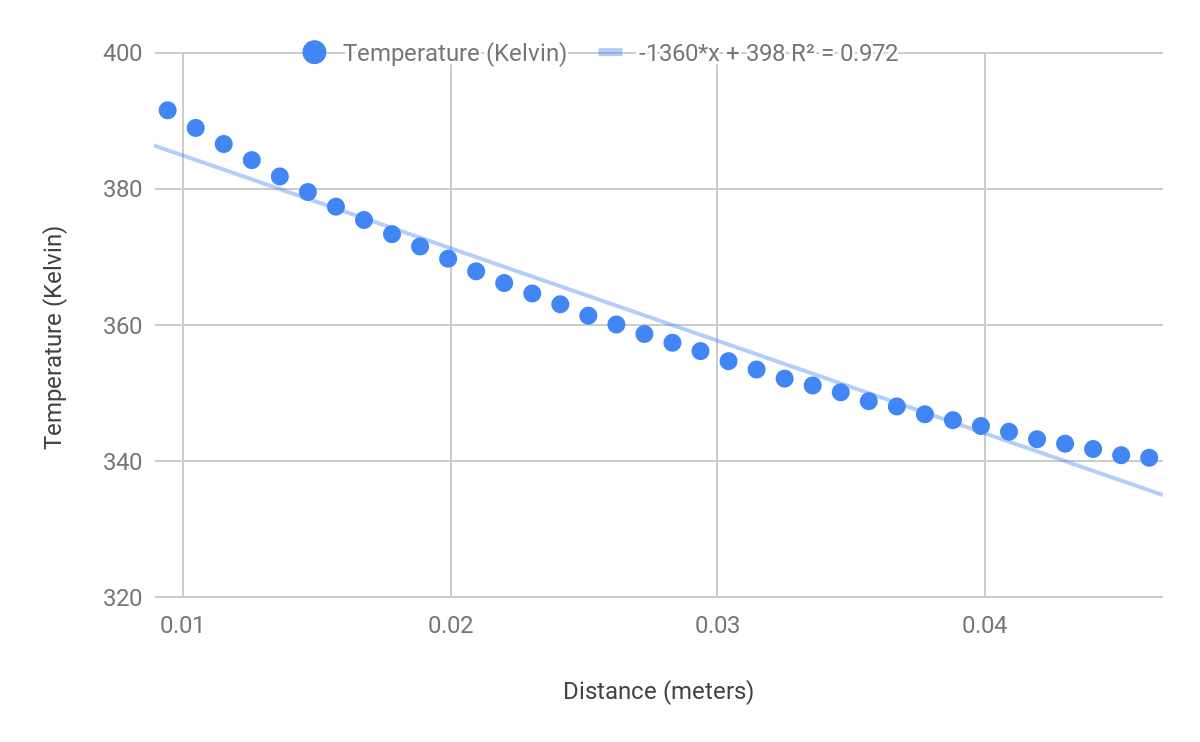 Temperature (Kelvin) -1360*x + 398 R² = 0.972
400
380
360
340
320
Temperature (Kelvin)
0.01 0.02 0.03 0.04
Distance (meters)